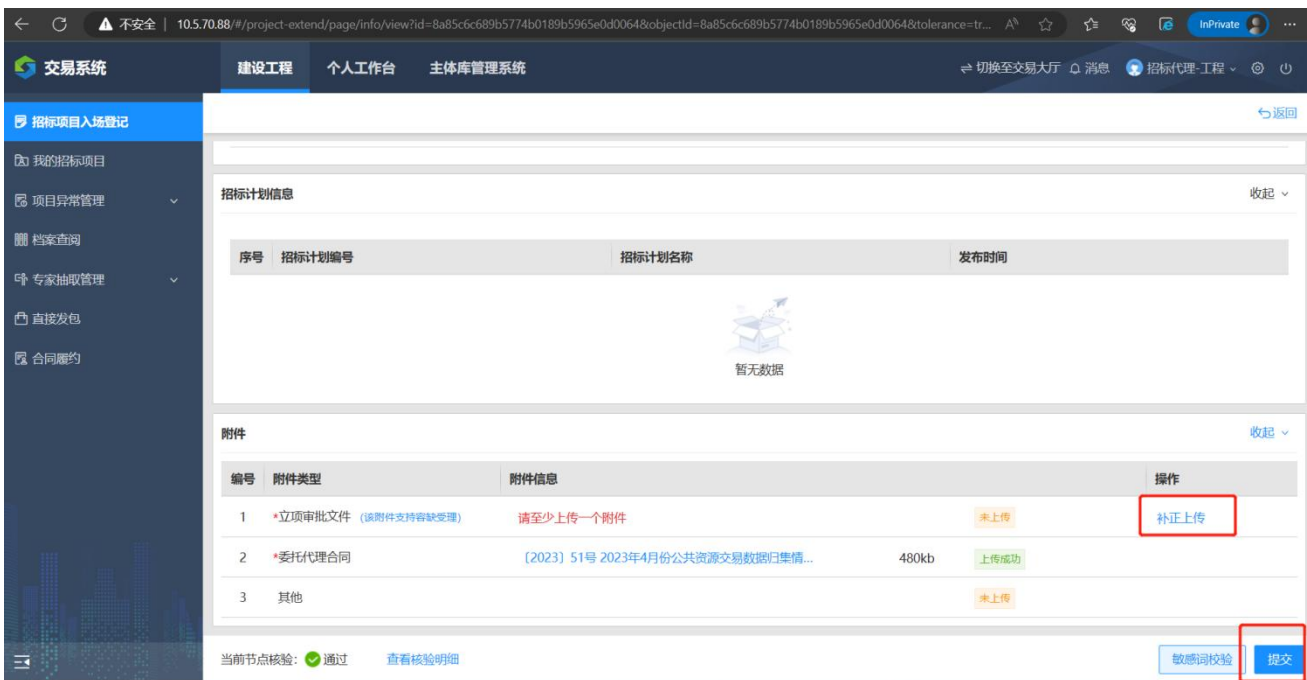 不安全 | 10.5.70.88/#/project-extend/page/info/view?id=8a85c6c689b5774b0189b5965e0d0064&objectId=8a85c6c689b5774b0189b5965e0d0064&tolerance=tr... InPrivate
交易系统 建设工程 个人工作台 主体库管理系统 切换至交易大厅 消息 招标代理-工程
招标项目入场登记
返回
我的招标项目
项目异常管理
档案查阅
专家抽取管理
直接发包
合同履约
招标计划信息 收起
序号 招标计划编号 招标计划名称 发布时间
暂无数据
附件 收起
编号 附件类型 附件信息 操作
1 *立项审批文件 (该附件支持容缺受理) 请至少上传一个附件 未上传 补正上传
2 *委托代理合同 〔2023〕51号 2023年4月份公共资源交易数据归集情... 480kb 上传成功
3 其他 未上传
当前节点核验: 通过 查看核验明细 敏感词校验 提交